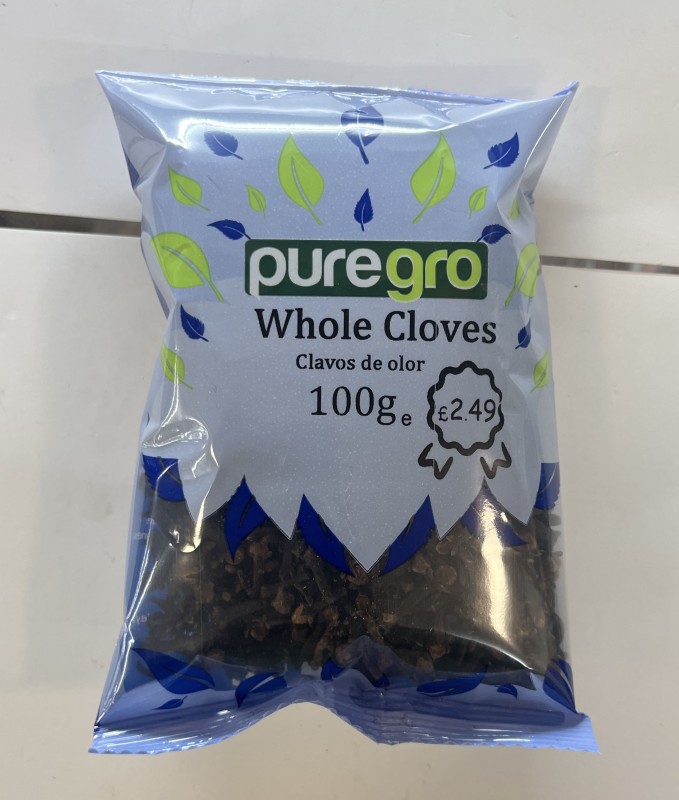 puregro
Whole Cloves
Clavos de olor
100g e
£2.49